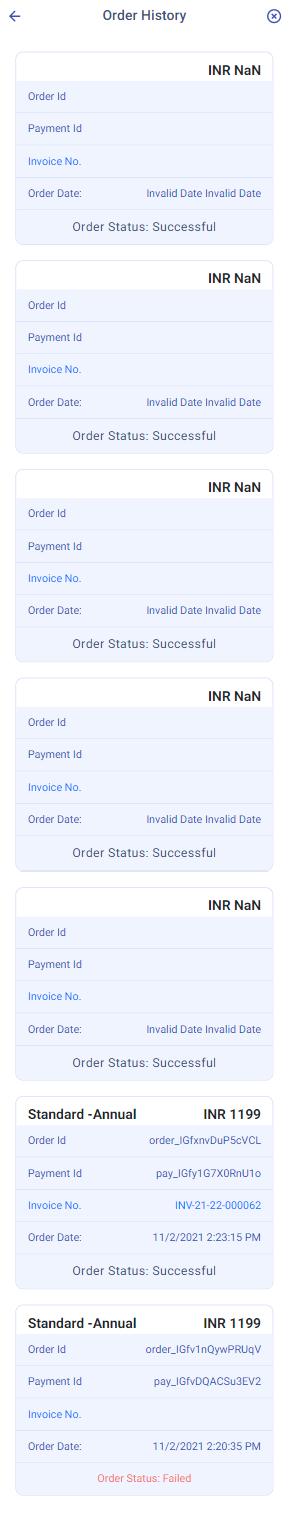 Order History
INR NaN
Order Id
Payment Id
Invoice No.
Order Date: Invalid Date Invalid Date
Order Status: Successful
INR NaN
Order Id
Payment Id
Invoice No.
Order Date: Invalid Date Invalid Date
Order Status: Successful
INR NaN
Order Id
Payment Id
Invoice No.
Order Date: Invalid Date Invalid Date
Order Status: Successful
INR NaN
Order Id
Payment Id
Invoice No.
Order Date: Invalid Date Invalid Date
Order Status: Successful
INR NaN
Order Id
Payment Id
Invoice No.
Order Date: Invalid Date Invalid Date
Order Status: Successful
Standard -Annual INR 1199
Order Id order_IGfxnvDuP5cVCL
Payment Id pay_IGfy1G7X0RnU1o
Invoice No. INV-21-22-000062
Order Date: 11/2/2021 2:23:15 PM
Order Status: Successful
Standard -Annual INR 1199
Order Id order_IGfv1nQywPRUqV
Payment Id pay_IGfvDQACSu3EV2
Invoice No.
Order Date: 11/2/2021 2:20:35 PM
Order Status: Failed